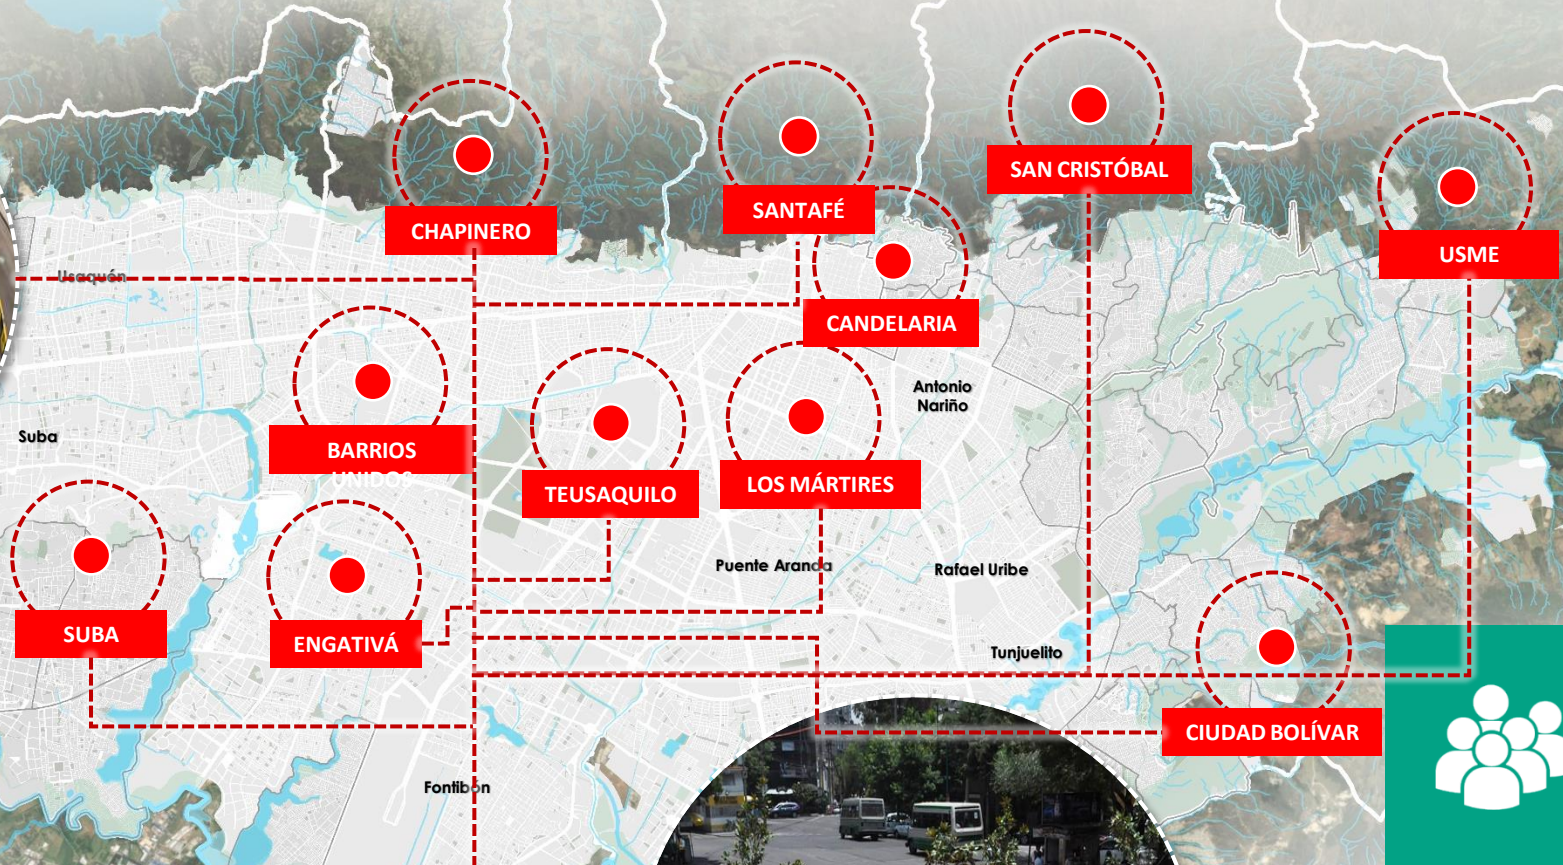 SAN CRISTÓBAL
SANTAFÉ
CHAPINERO
USME
Usaquén
CANDELARIA
Antonio
Nariño
Suba
BARRIOS
UNIDOS
TEUSAQUILO
LOS MÁRTIRES
Puente Aranda
Rafael Uribe
SUBA
ENGATIVÁ
Tunjuelito
CIUDAD BOLÍVAR
Fontibón